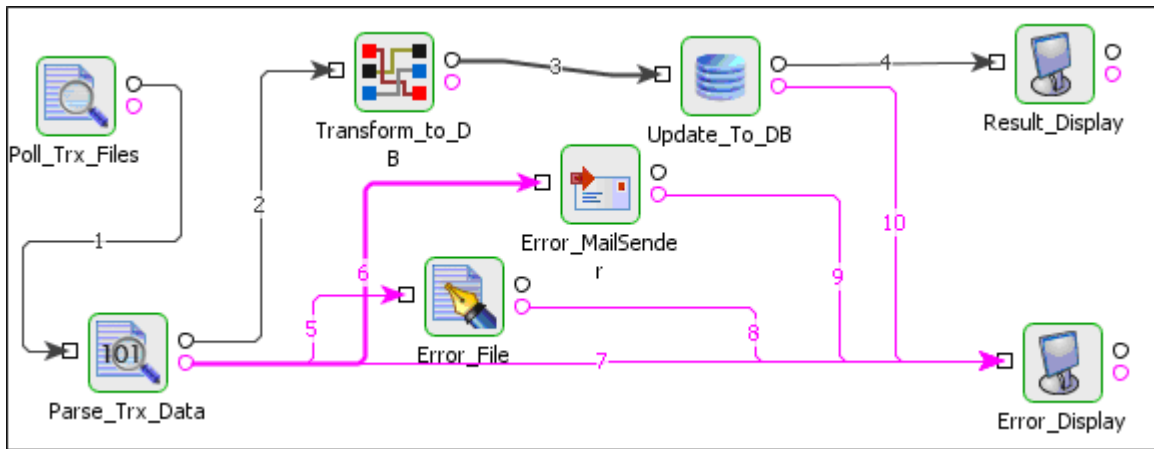 Poll_Trx_Files
1
2
Transform_to_D
B
3
Update_To_DB
4
Result_Display
Error_MailSende
r
6
5
Error_File
10
9
8
7
101
Parse_Trx_Data
Error_Display